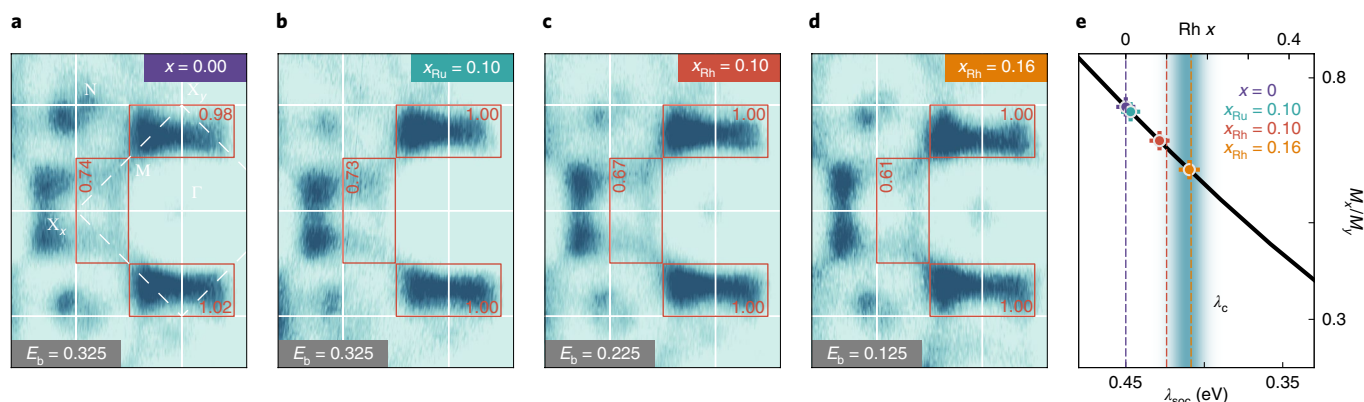 a
x = 0.00
N
X_y
0.98
0.74
M
Γ
X_x
1.02
E_b = 0.325
b
x_Ru = 0.10
1.00
0.73
1.00
E_b = 0.325
c
x_Rh = 0.10
1.00
0.67
1.00
E_b = 0.225
d
x_Rh = 0.16
1.00
0.61
1.00
E_b = 0.125
e
Rh x
0 0.4
0.8
x = 0
x_Ru = 0.10
x_Rh = 0.10
x_Rh = 0.16
M_x/M_y
λ_c
0.3
0.45 0.35
λ_soc (eV)